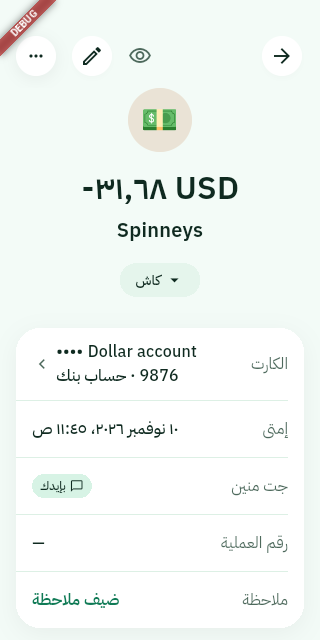 DEBUG
-٣١,٦٨ USD
Spinneys
كاش
الكارت
•••• Dollar account
9876 · حساب بنك
إمتى
١٠ نوفمبر ٢٠٢٦، ١١:٤٥ ص
جت منين
بإيدك
رقم العملية
—
ملاحظة
ضيف ملاحظة